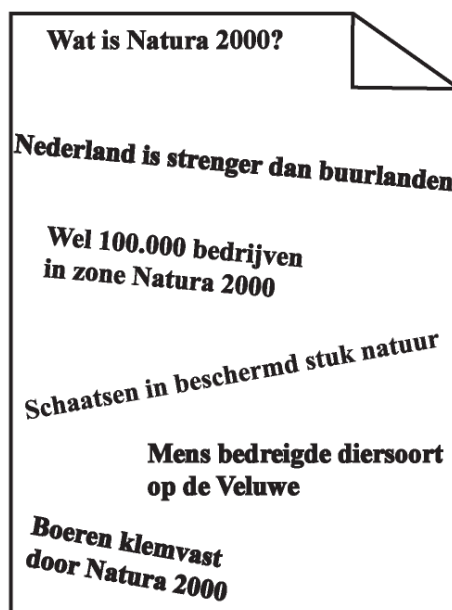 Wat is Natura 2000?
Nederland is strenger dan buurlanden
Wel 100.000 bedrijven
in zone Natura 2000
Schaatsen in beschermd stuk natuur
Mens bedreigde diersoort
op de Veluwe
Boeren klemvast
door Natura 2000